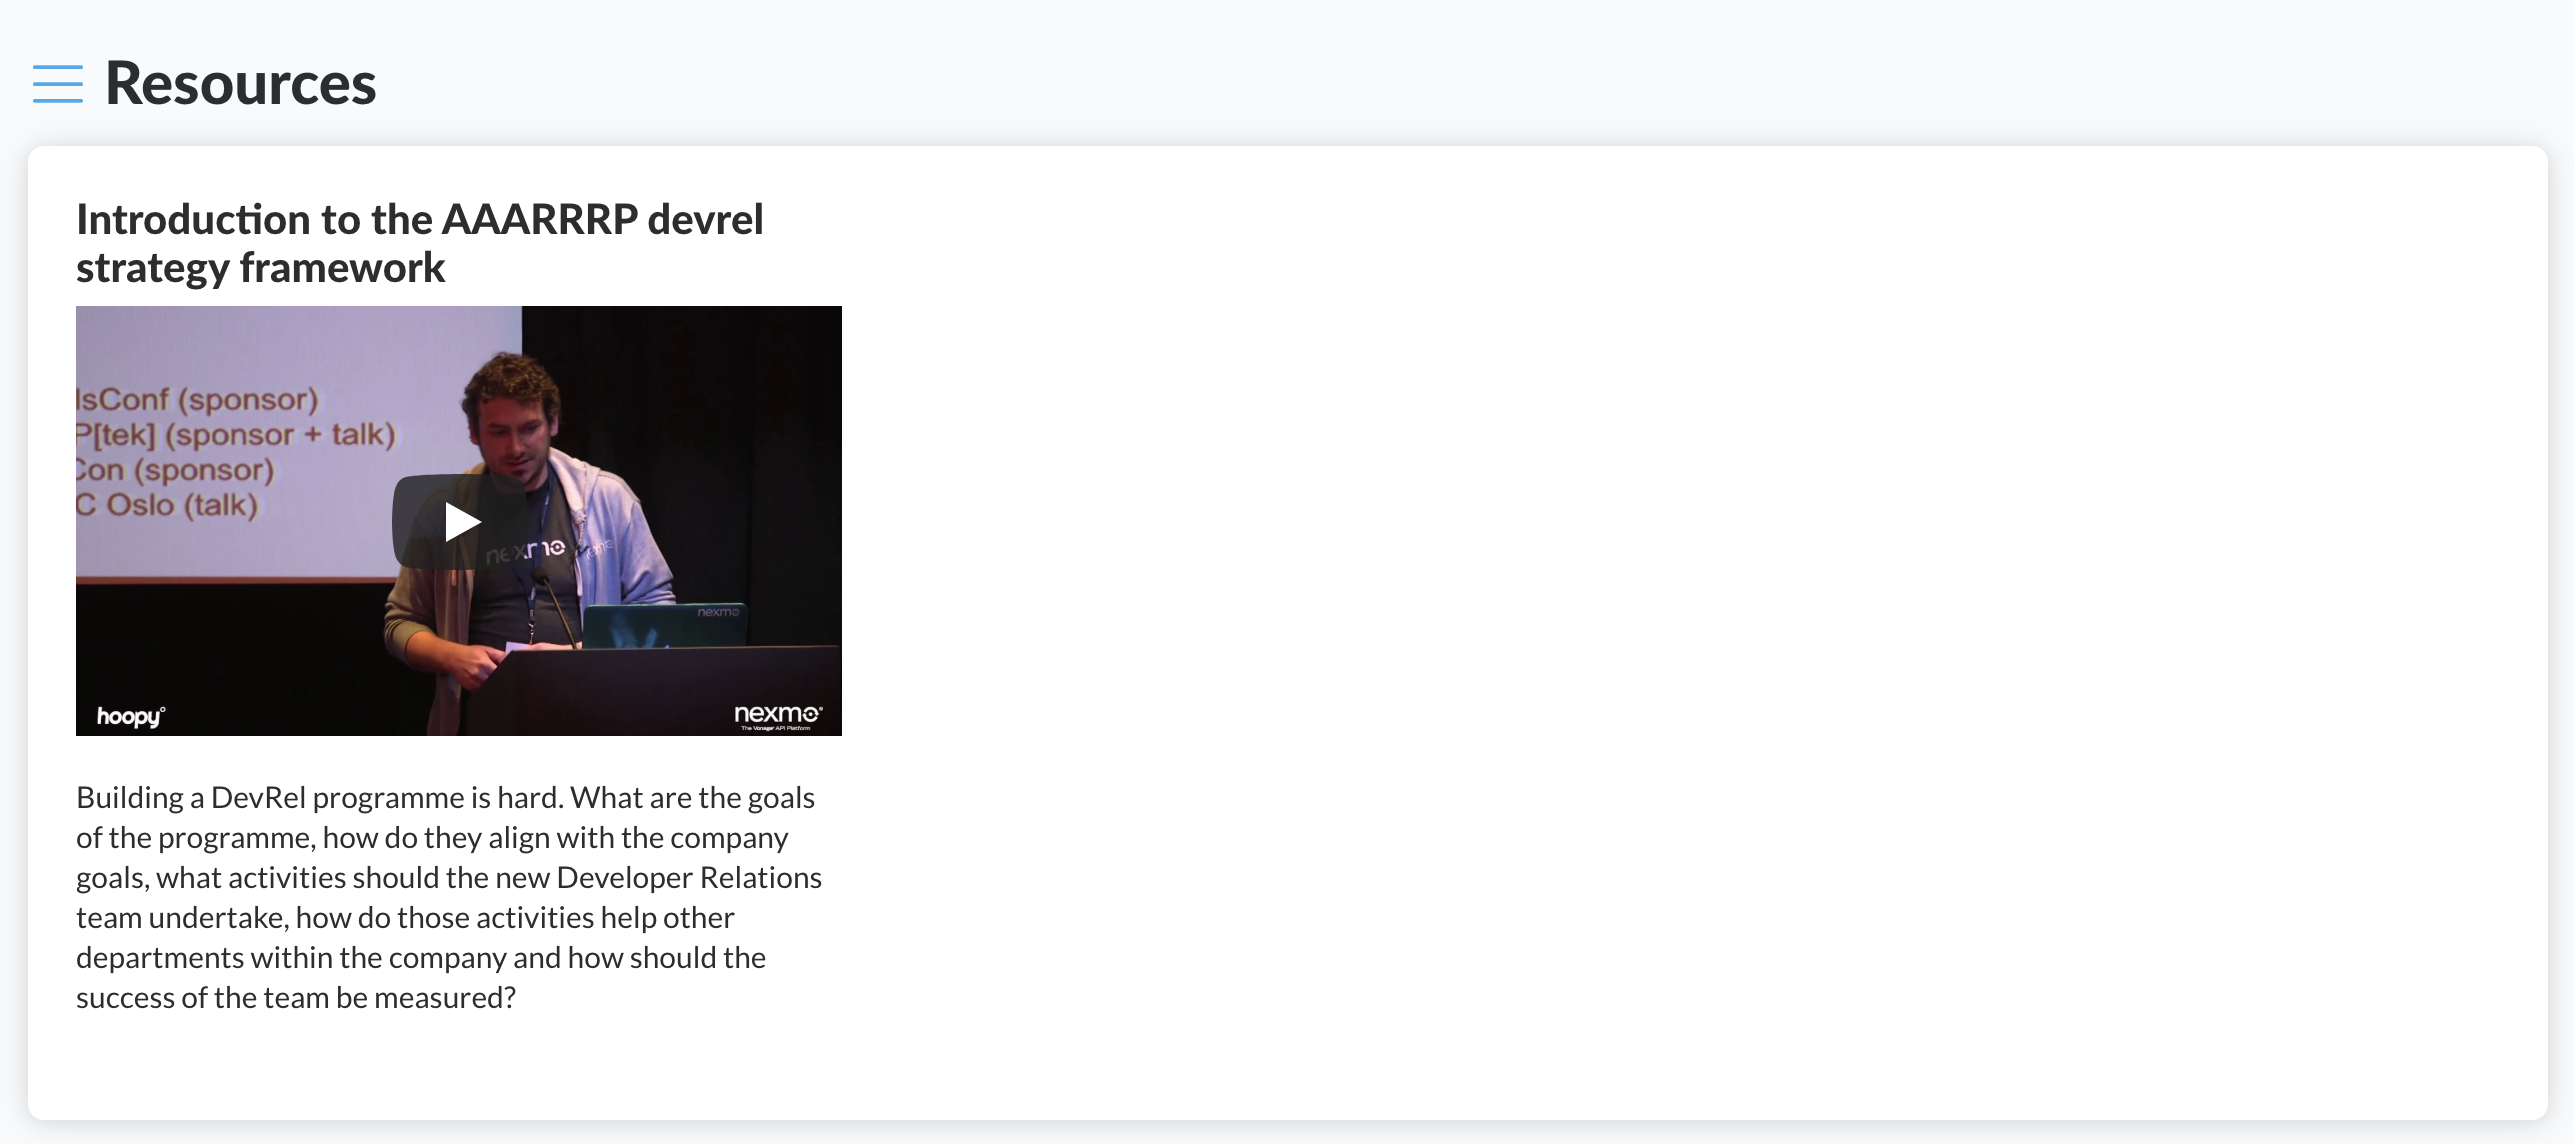 Resources
Introduction to the AAARRRP devrel
strategy framework
lsConf (sponsor)
P[tek] (sponsor + talk)
Con (sponsor)
C Oslo (talk)
nexmo
nexmo
nexmo
hoopy
nexmo
The Vonage API Platform
Building a DevRel programme is hard. What are the goals
of the programme, how do they align with the company
goals, what activities should the new Developer Relations
team undertake, how do those activities help other
departments within the company and how should the
success of the team be measured?